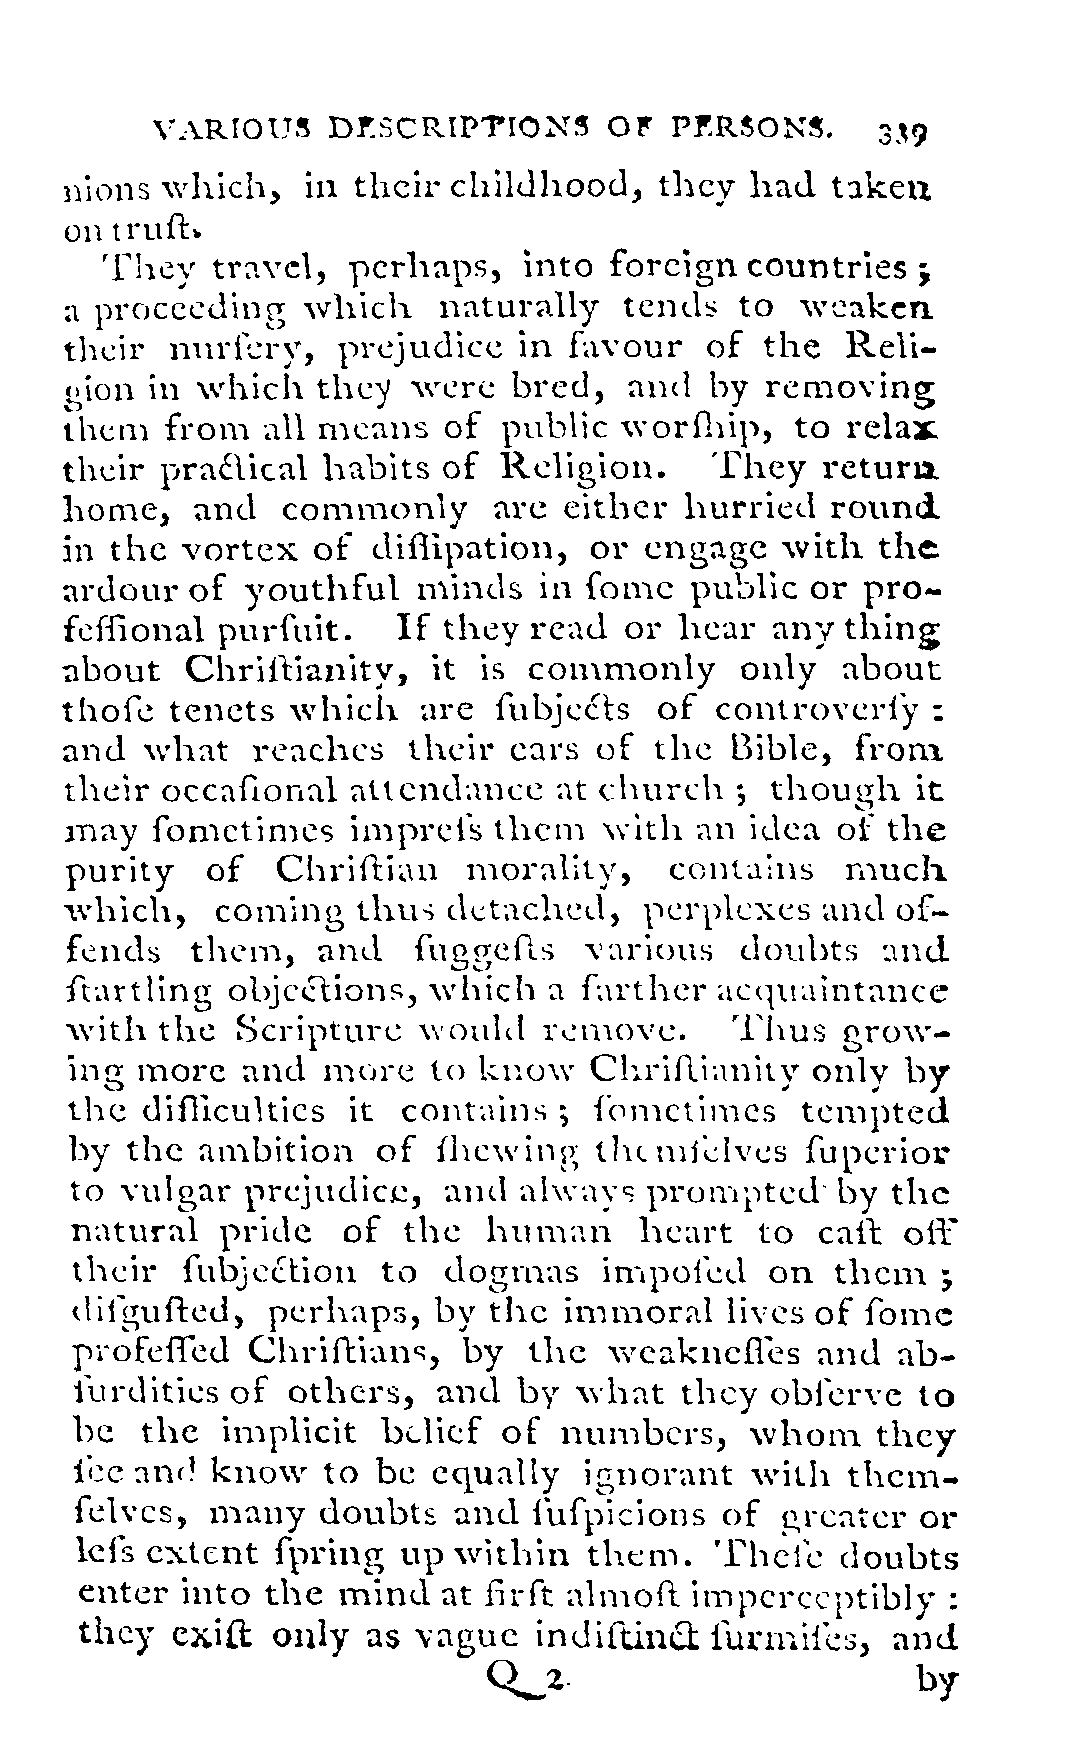 VARIOUS DESCRIPTIONS OF PERSONS. 339
nions which, in their childhood, they had taken
on truſt.
They travel, perhaps, into foreign countries ;
a proceeding which naturally tends to weaken
their nurſery, prejudice in favour of the Reli-
gion in which they were bred, and by removing
them from all means of public worſhip, to relax
their practical habits of Religion. They return
home, and commonly are either hurried round
in the vortex of diſſipation, or engage with the
ardour of youthful minds in ſome public or pro-
feſſional purſuit. If they read or hear any thing
about Chriſtianity, it is commonly only about
thoſe tenets which are ſubjects of controverſy :
and what reaches their ears of the Bible, from
their occaſional attendance at church ; though it
may ſometimes impreſs them with an idea of the
purity of Chriſtian morality, contains much
which, coming thus detached, perplexes and of-
fends them, and ſuggeſts various doubts and
ſtartling objections, which a farther acquaintance
with the Scripture would remove. Thus grow-
ing more and more to know Chriſtianity only by
the difficulties it contains ; ſometimes tempted
by the ambition of ſhewing themſelves ſuperior
to vulgar prejudice, and always prompted by the
natural pride of the human heart to caſt off
their ſubjection to dogmas impoſed on them ;
diſguſted, perhaps, by the immoral lives of ſome
profeſſed Chriſtians, by the weakneſſes and ab-
ſurdities of others, and by what they obſerve to
be the implicit belief of numbers, whom they
ſee and know to be equally ignorant with them-
ſelves, many doubts and ſuſpicions of greater or
leſs extent ſpring up within them. Theſe doubts
enter into the mind at firſt almoſt imperceptibly :
they exiſt only as vague indiſtinct ſurmiſes, and
Q 2 by